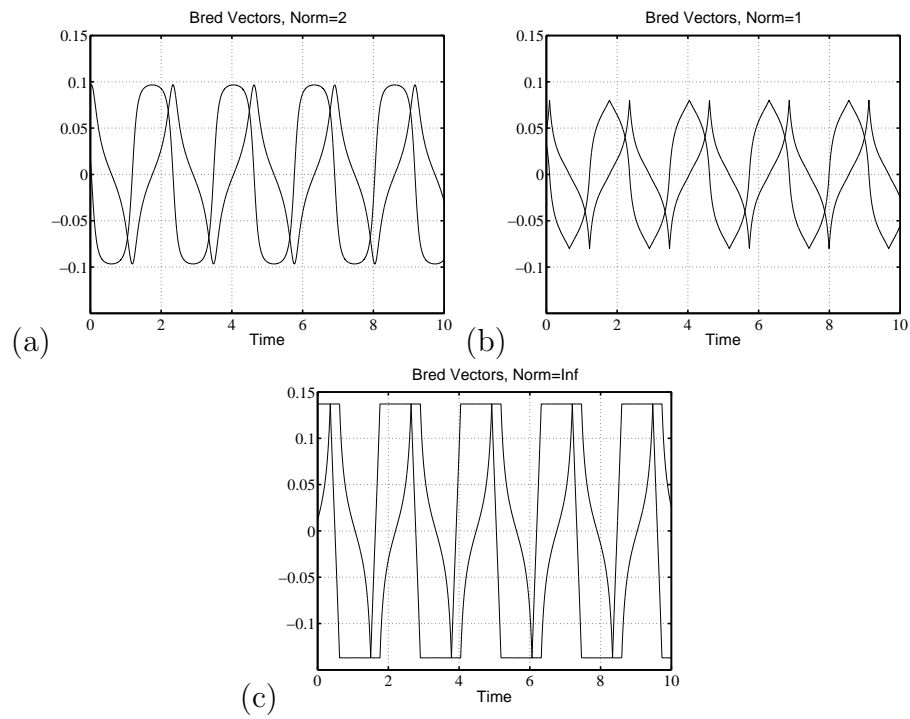 Bred Vectors, Norm=2
0.15
0.1
0.05
0
−0.05
−0.1
0 2 4 6 8 10
Time
(a)
Bred Vectors, Norm=1
0.15
0.1
0.05
0
−0.05
−0.1
0 2 4 6 8 10
Time
(b)
Bred Vectors, Norm=Inf
0.15
0.1
0.05
0
−0.05
−0.1
0 2 4 6 8 10
Time
(c)